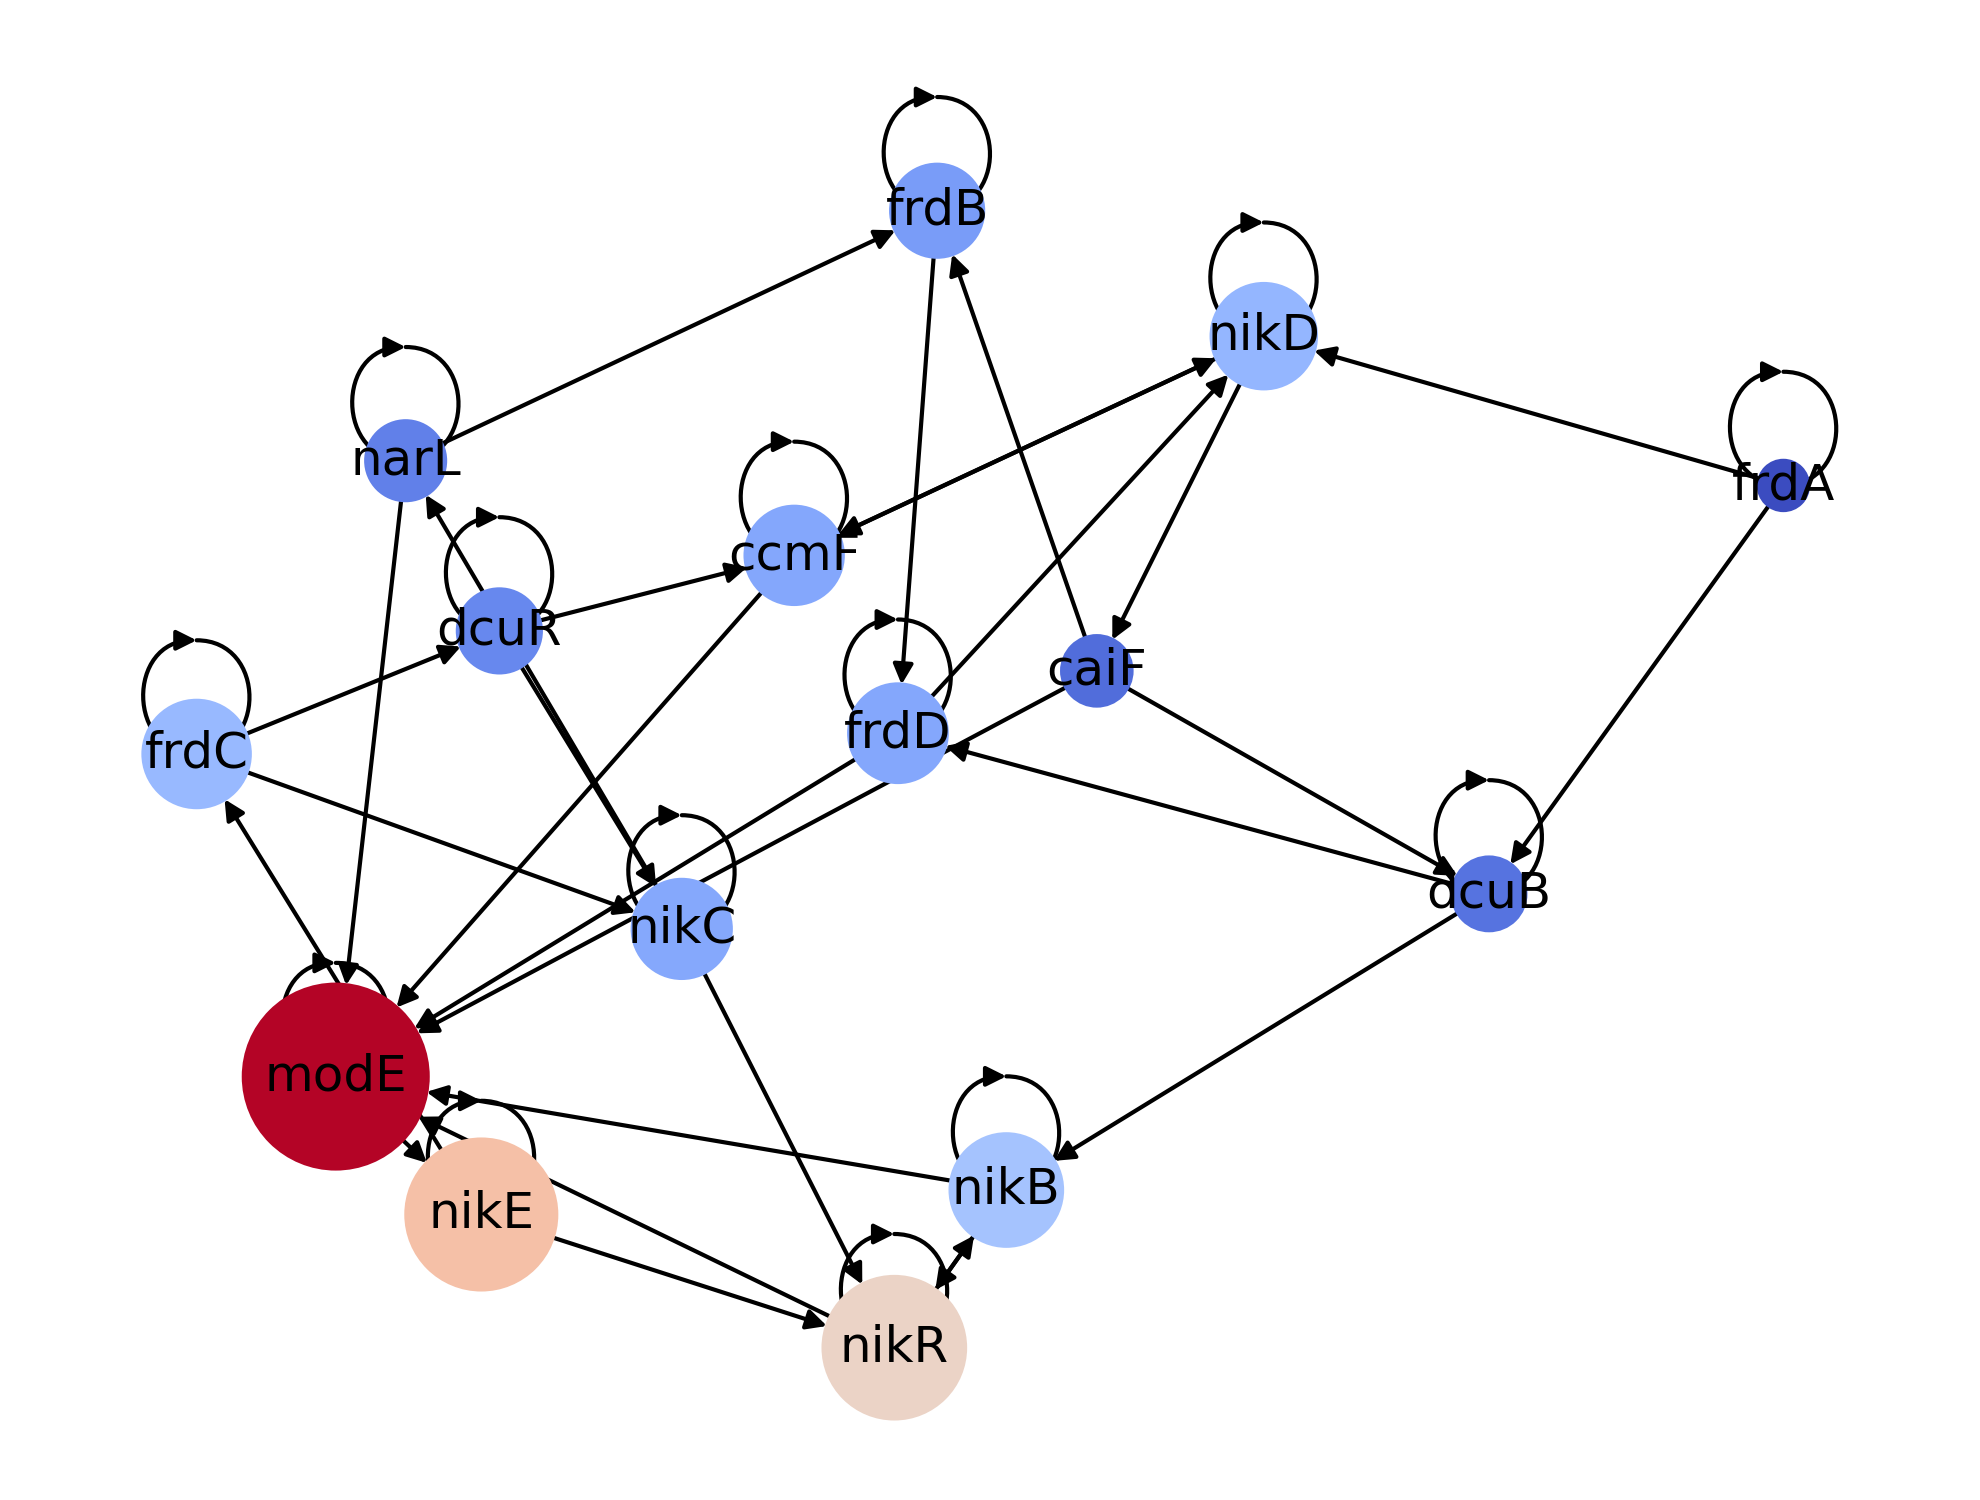 frdB
nikD
narL
frdA
ccmF
dcuR
caiF
frdD
frdC
dcuB
nikC
modE
nikB
nikE
nikR